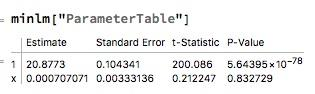 = minlm["ParameterTable"]
Estimate Standard Error t-Statistic P-Value
= 1 20.8773 0.104341 200.086 5.64395×10⁻⁷⁸
x 0.000707071 0.00333136 0.212247 0.832729